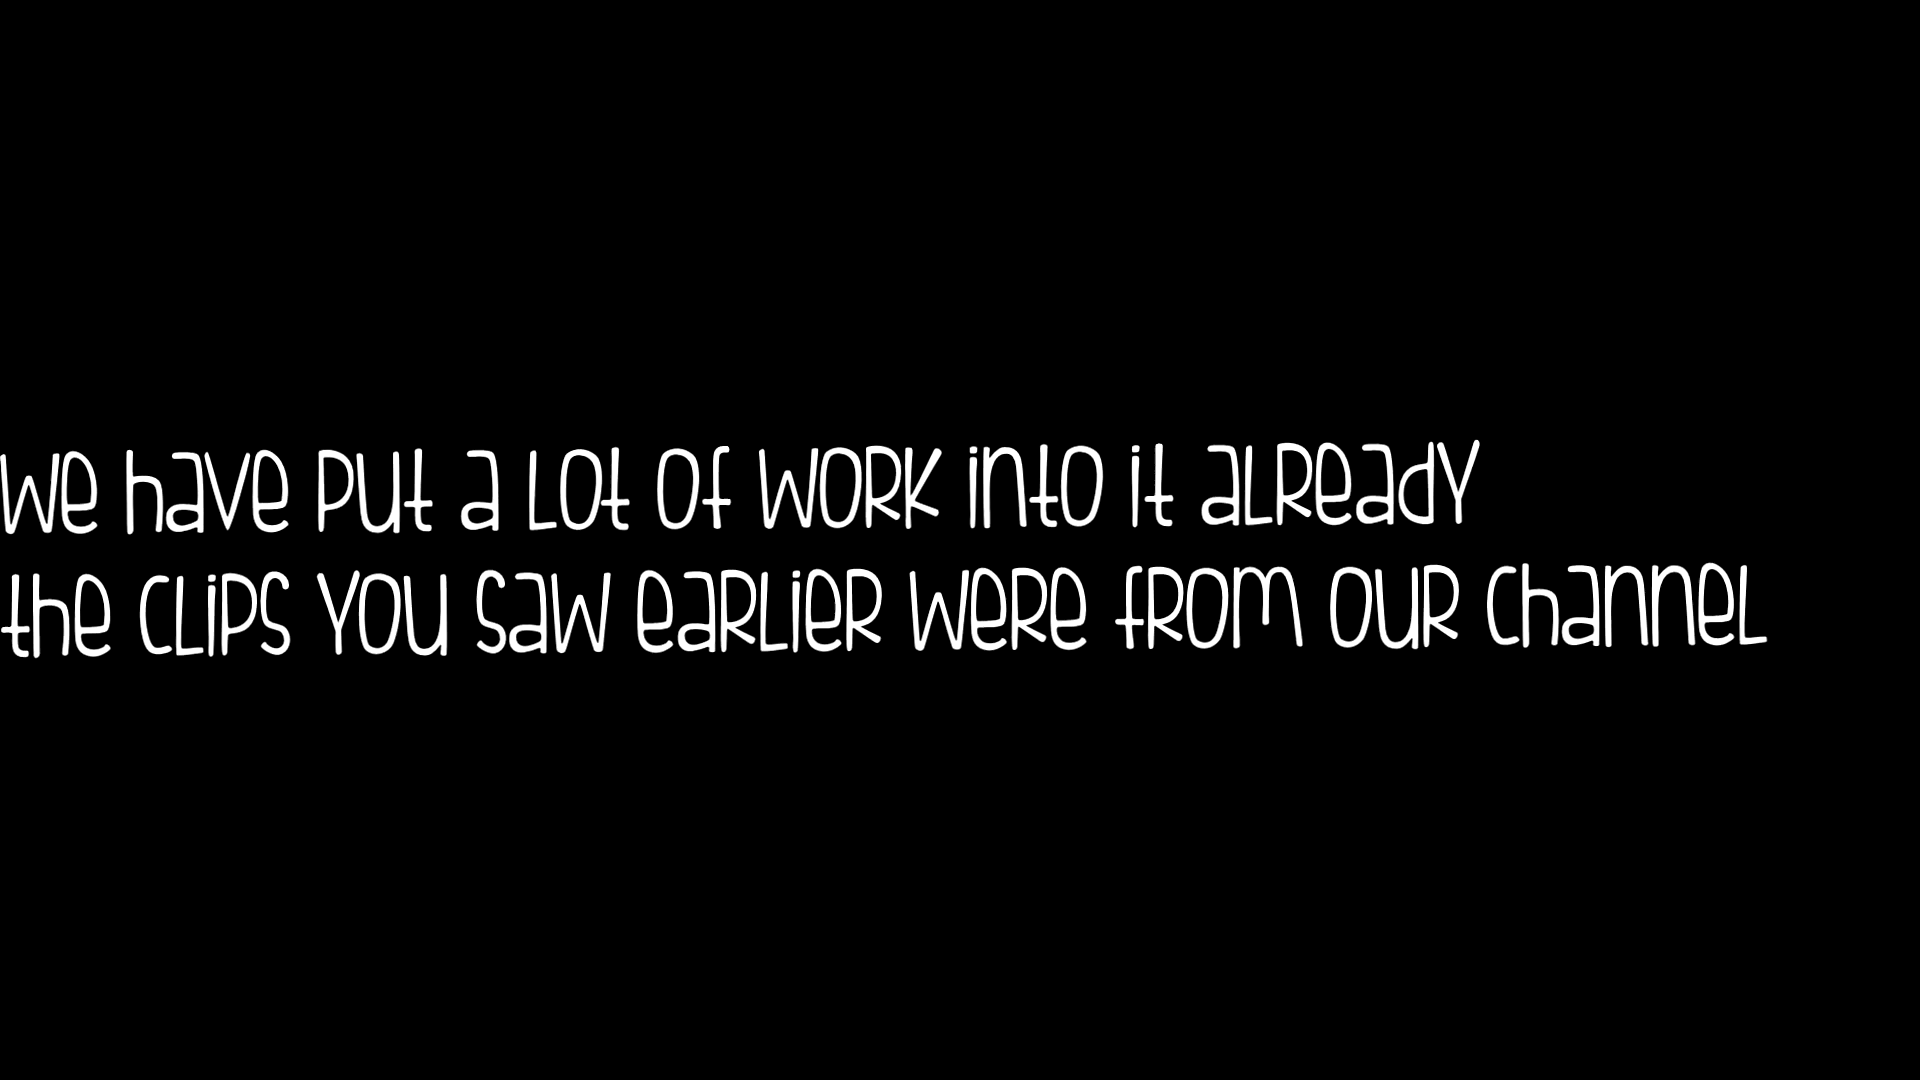 We have put a lot of work into it already
the clips you saw earlier were from our channel